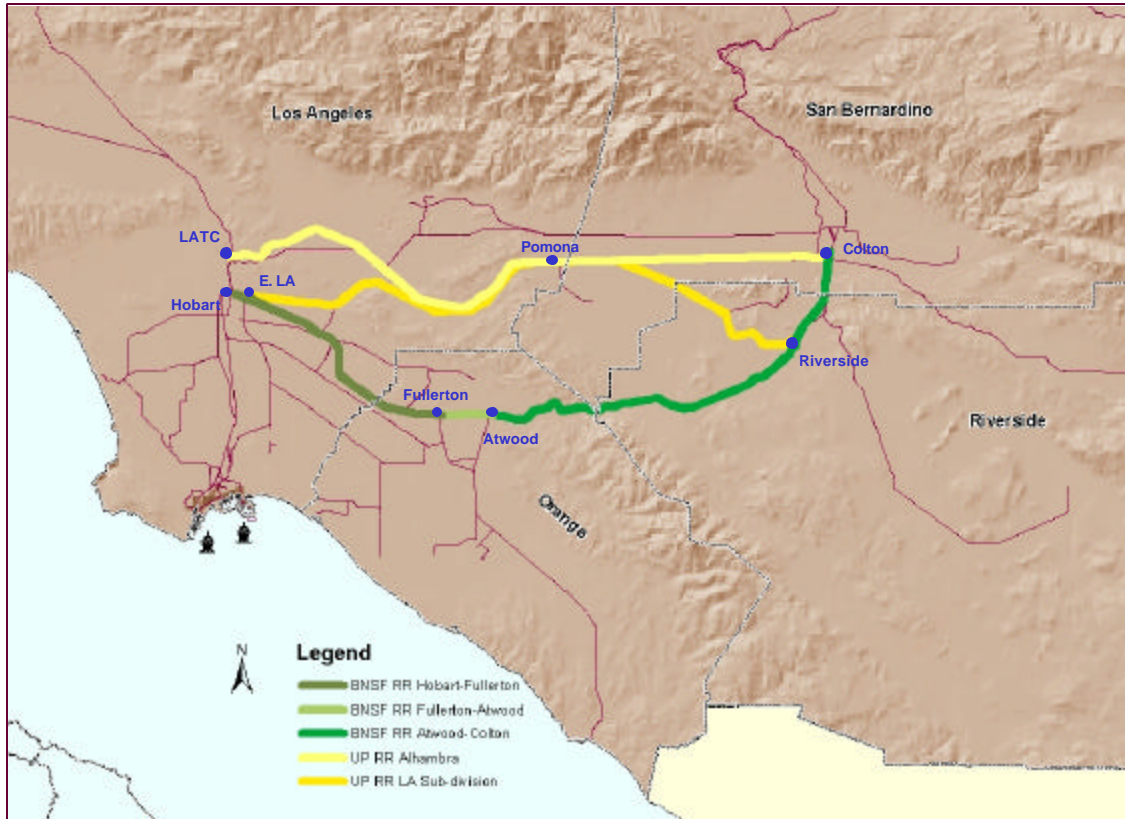 Los Angeles
San Bernardino
LATC
Pomona
Colton
E. LA
Hobart
Riverside
Fullerton
Atwood
Riverside
Orange
N
Legend
BNSF RR Hobart-Fullerton
BNSF RR Fullerton-Atwood
BNSF RR Atwood-Colton
UP RR Alhambra
UP RR LA Sub-division